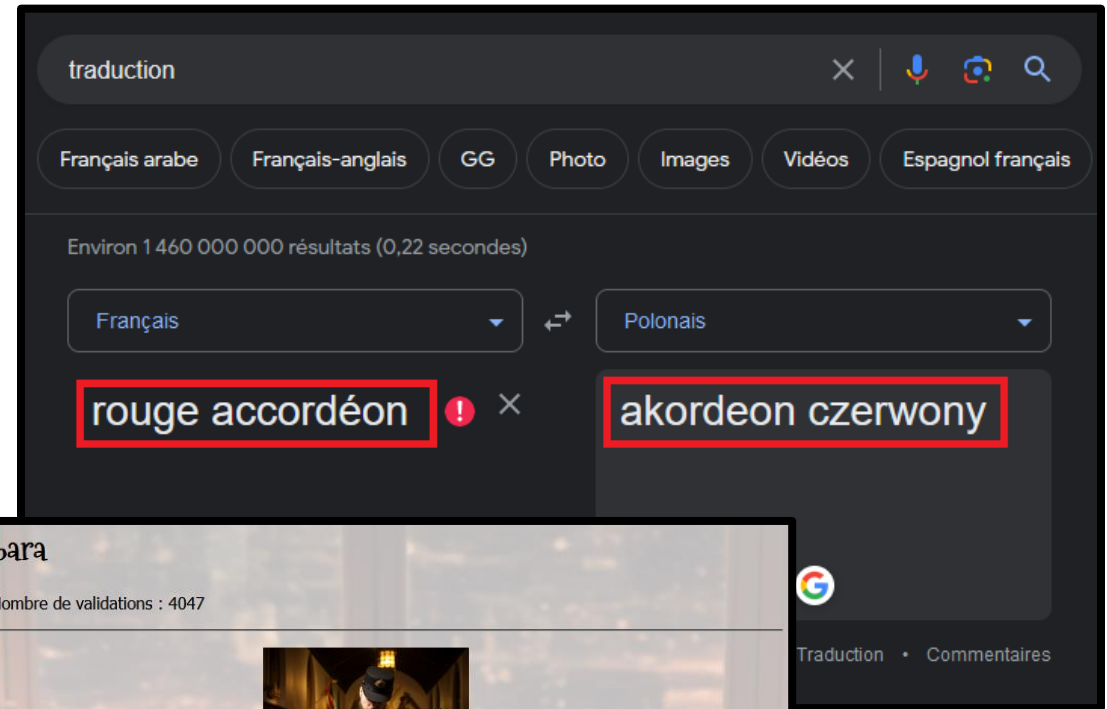 traduction
Français arabe Français-anglais GG Photo Images Vidéos Espagnol français
Environ 1 460 000 000 résultats (0,22 secondes)
Français Polonais
rouge accordéon akordeon czerwony
para
Nombre de validations : 4047
Traduction • Commentaires